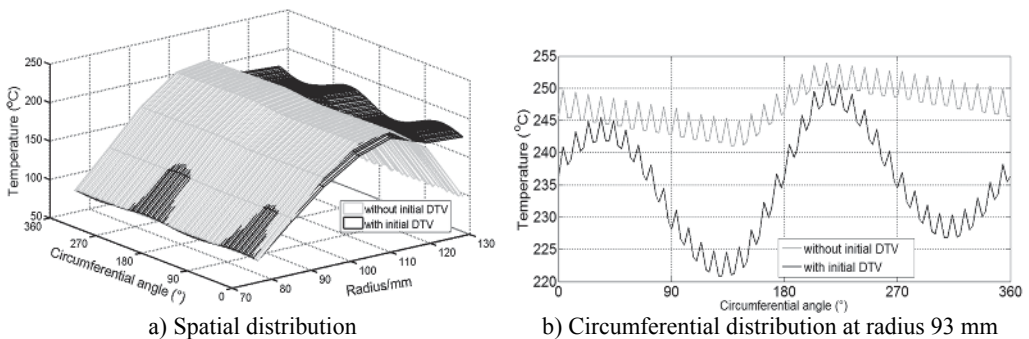 250
200
150
100
50
Temperature (°C)
360
270
180
90
0
Circumferential angle (°)
70
80
90
100
110
120
130
Radius/mm
without initial DTV
with initial DTV
a) Spatial distribution
255
250
245
240
235
230
225
220
Temperature (°C)
without initial DTV
with initial DTV
0
90
180
270
360
Circumferential angle (°)
b) Circumferential distribution at radius 93 mm